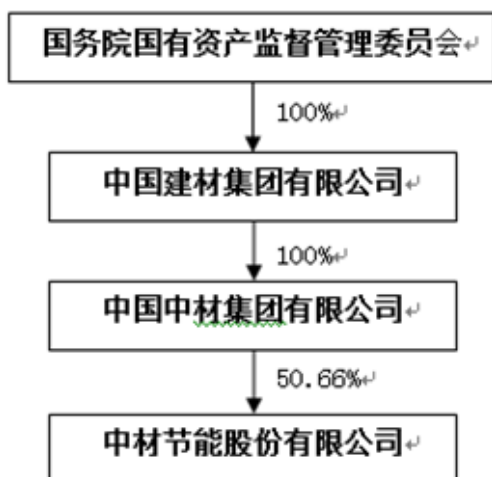 国务院国有资产监督管理委员会
100%
中国建材集团有限公司
100%
中国中材集团有限公司
50.66%
中材节能股份有限公司